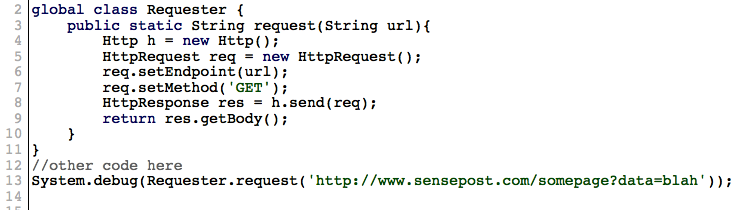 2 global class Requester {
3     public static String request(String url){
4         Http h = new Http();
5         HttpRequest req = new HttpRequest();
6         req.setEndpoint(url);
7         req.setMethod('GET');
8         HttpResponse res = h.send(req);
9         return res.getBody();
10     }
11 }
12 //other code here
13 System.debug(Requester.request('http://www.sensepost.com/somepage?data=blah'));
14